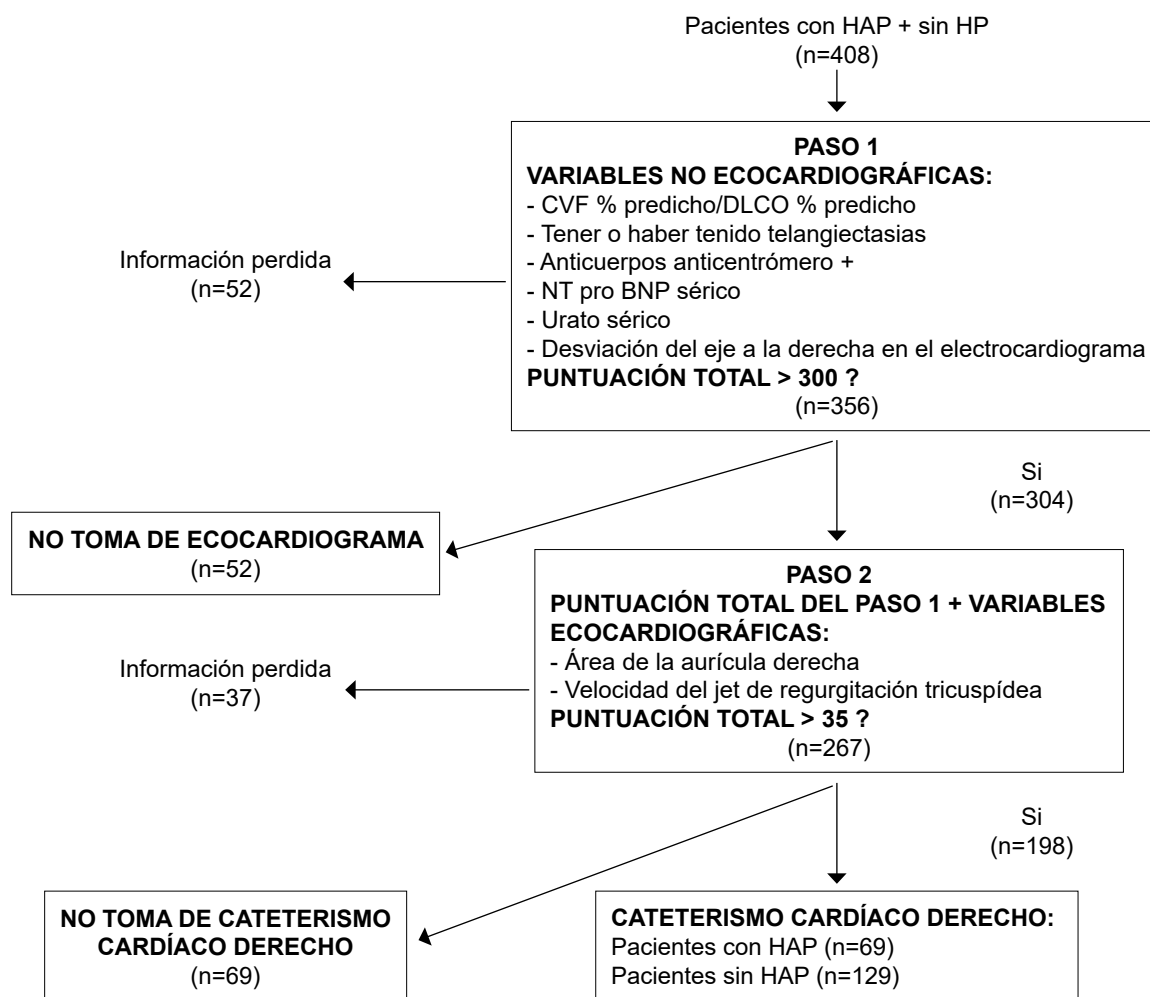 Pacientes con HAP + sin HP
(n=408)
PASO 1
VARIABLES NO ECOCARDIOGRÁFICAS:
- CVF % predicho/DLCO % predicho
- Tener o haber tenido telangiectasias
- Anticuerpos anticentrómero +
- NT pro BNP sérico
- Urato sérico
- Desviación del eje a la derecha en el electrocardiograma
PUNTUACIÓN TOTAL > 300 ?
(n=356)
Información perdida
(n=52)
Si
(n=304)
NO TOMA DE ECOCARDIOGRAMA
(n=52)
PASO 2
PUNTUACIÓN TOTAL DEL PASO 1 + VARIABLES
ECOCARDIOGRÁFICAS:
- Área de la aurícula derecha
- Velocidad del jet de regurgitación tricuspídea
PUNTUACIÓN TOTAL > 35 ?
(n=267)
Información perdida
(n=37)
Si
(n=198)
NO TOMA DE CATETERISMO
CARDÍACO DERECHO
(n=69)
CATETERISMO CARDÍACO DERECHO:
Pacientes con HAP (n=69)
Pacientes sin HAP (n=129)